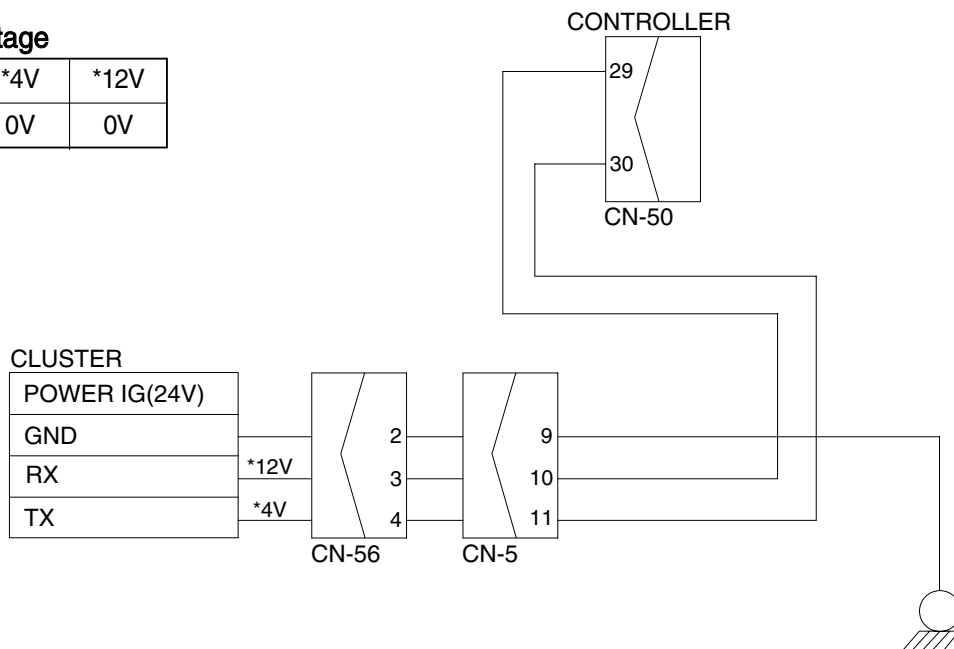 CONTROLLER
*4V *12V
0V 0V
29
30
CN-50
CLUSTER
POWER IG(24V)
GND 2 9
RX *12V 3 10
TX *4V 4 11
CN-56 CN-5